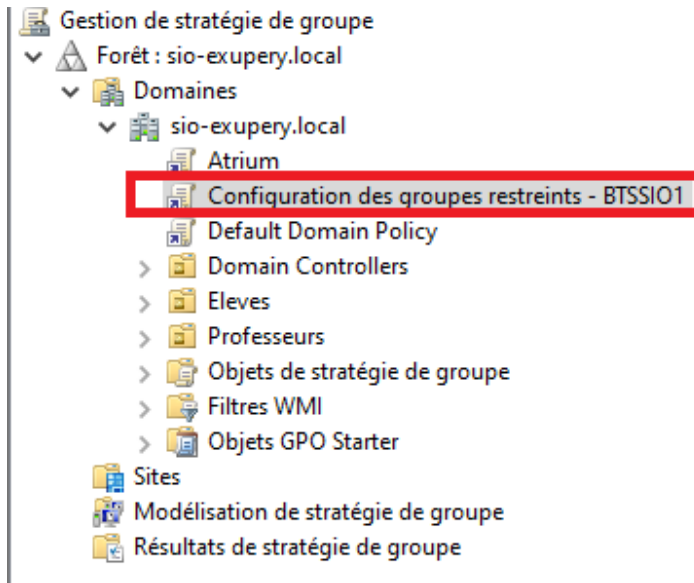 Gestion de stratégie de groupe
Forêt : sio-exupery.local
Domaines
sio-exupery.local
Atrium
Configuration des groupes restreints - BTSSIO1
Default Domain Policy
Domain Controllers
Eleves
Professeurs
Objets de stratégie de groupe
Filtres WMI
Objets GPO Starter
Sites
Modélisation de stratégie de groupe
Résultats de stratégie de groupe